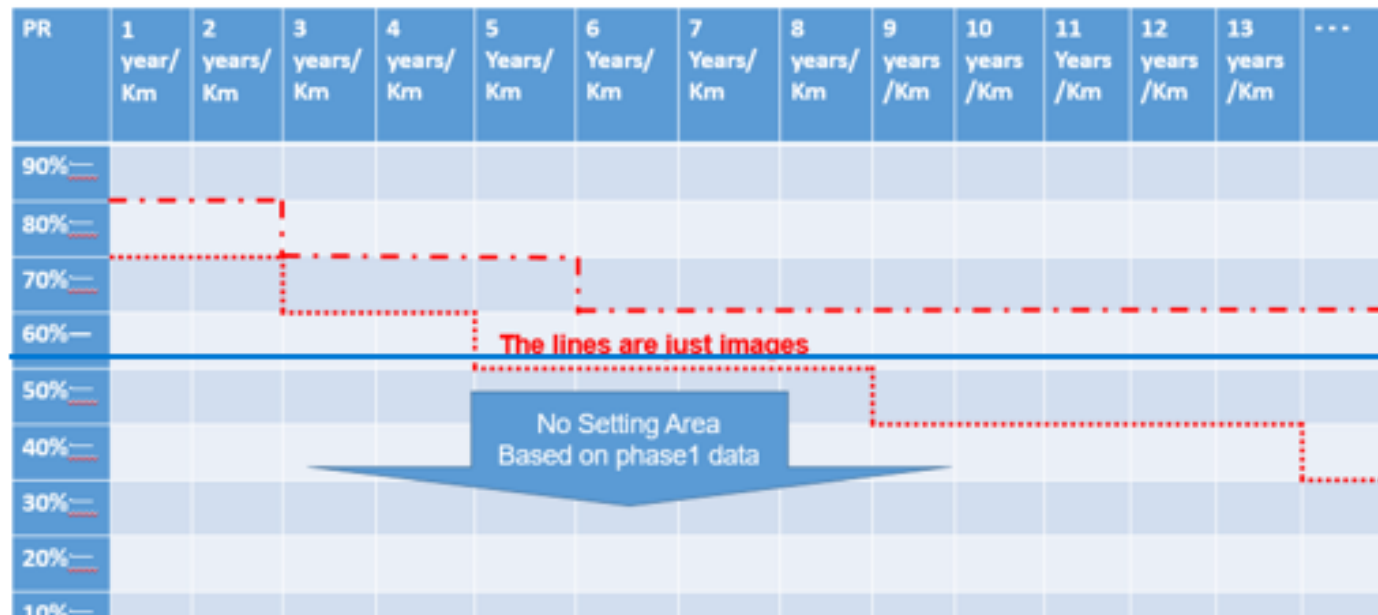 PR 1 2 3 4 5 6 7 8 9 10 11 12 13 ---
year/ years/ years/ years/ Years/ Years/ Years/ years/ years years Years years years
Km Km Km Km Km Km Km Km /Km /Km /Km /Km /Km
90%—
80%—
70%—
60%—
The lines are just images
50%—
No Setting Area
40%—
Based on phase1 data
30%—
20%—
10%—